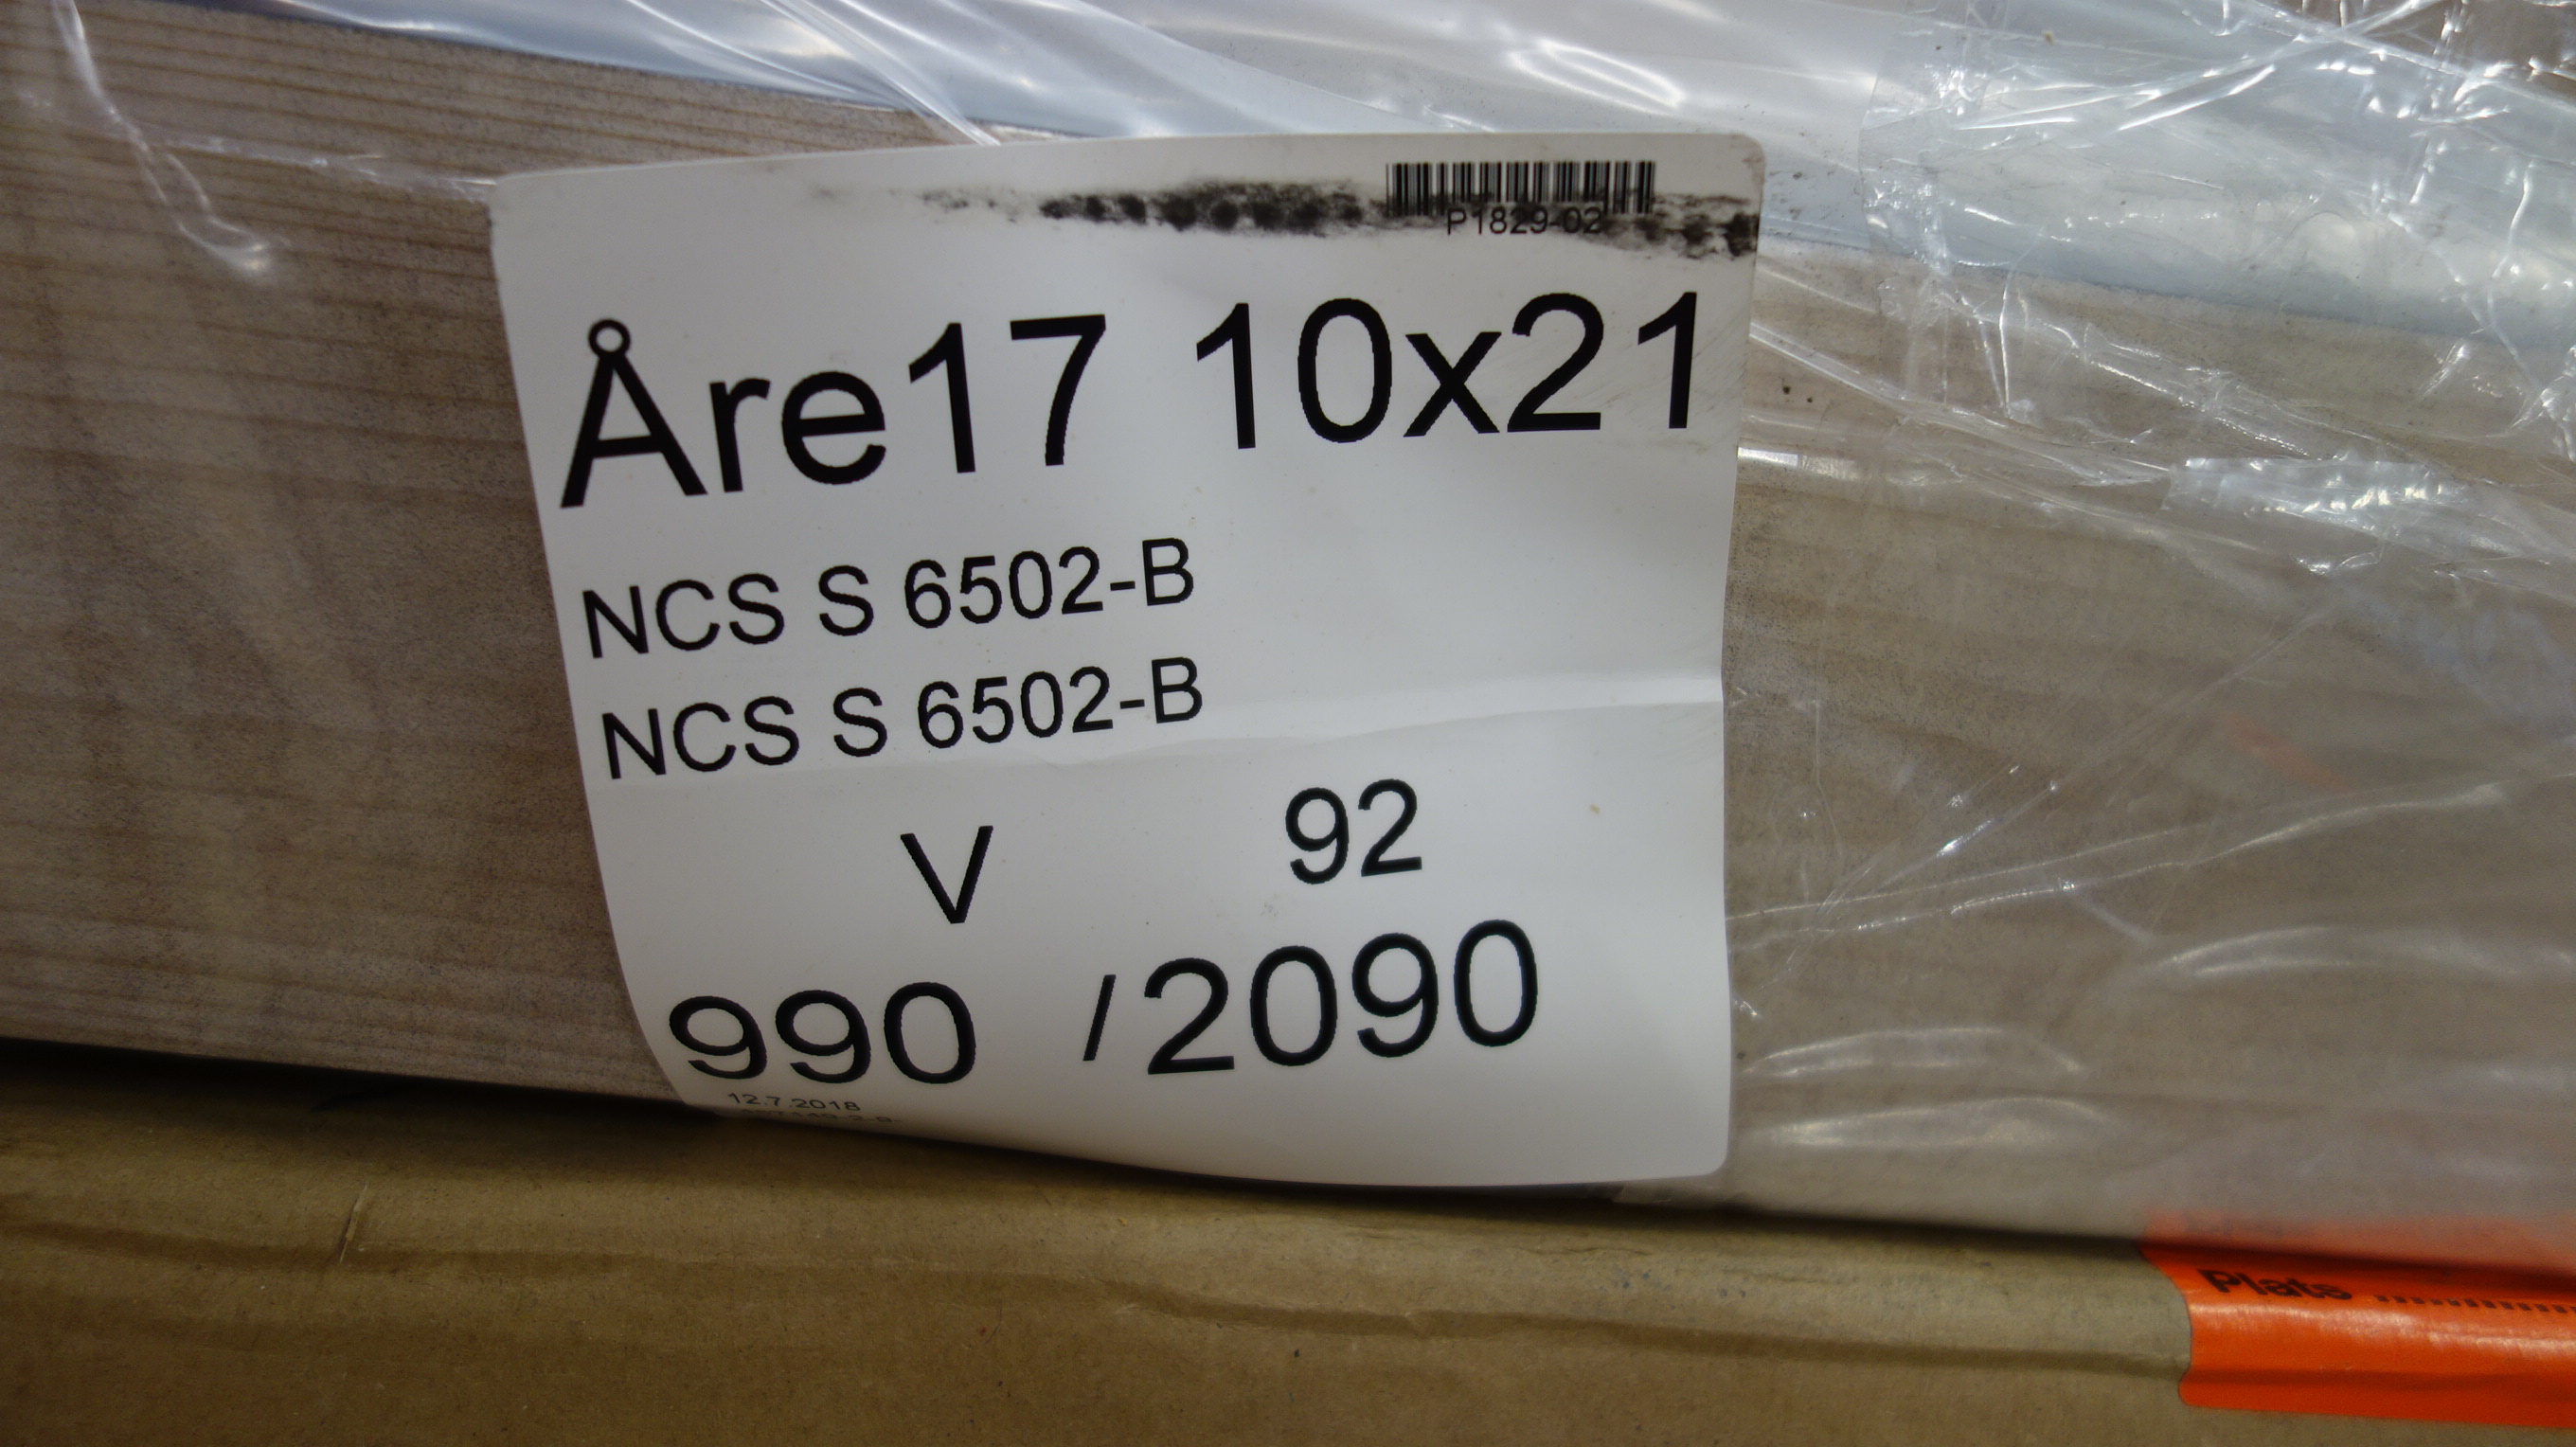 P1829-02
Åre17 10x21
NCS S 6502-B
NCS S 6502-B
V 92
990 /2090
12.7.2018
Plats